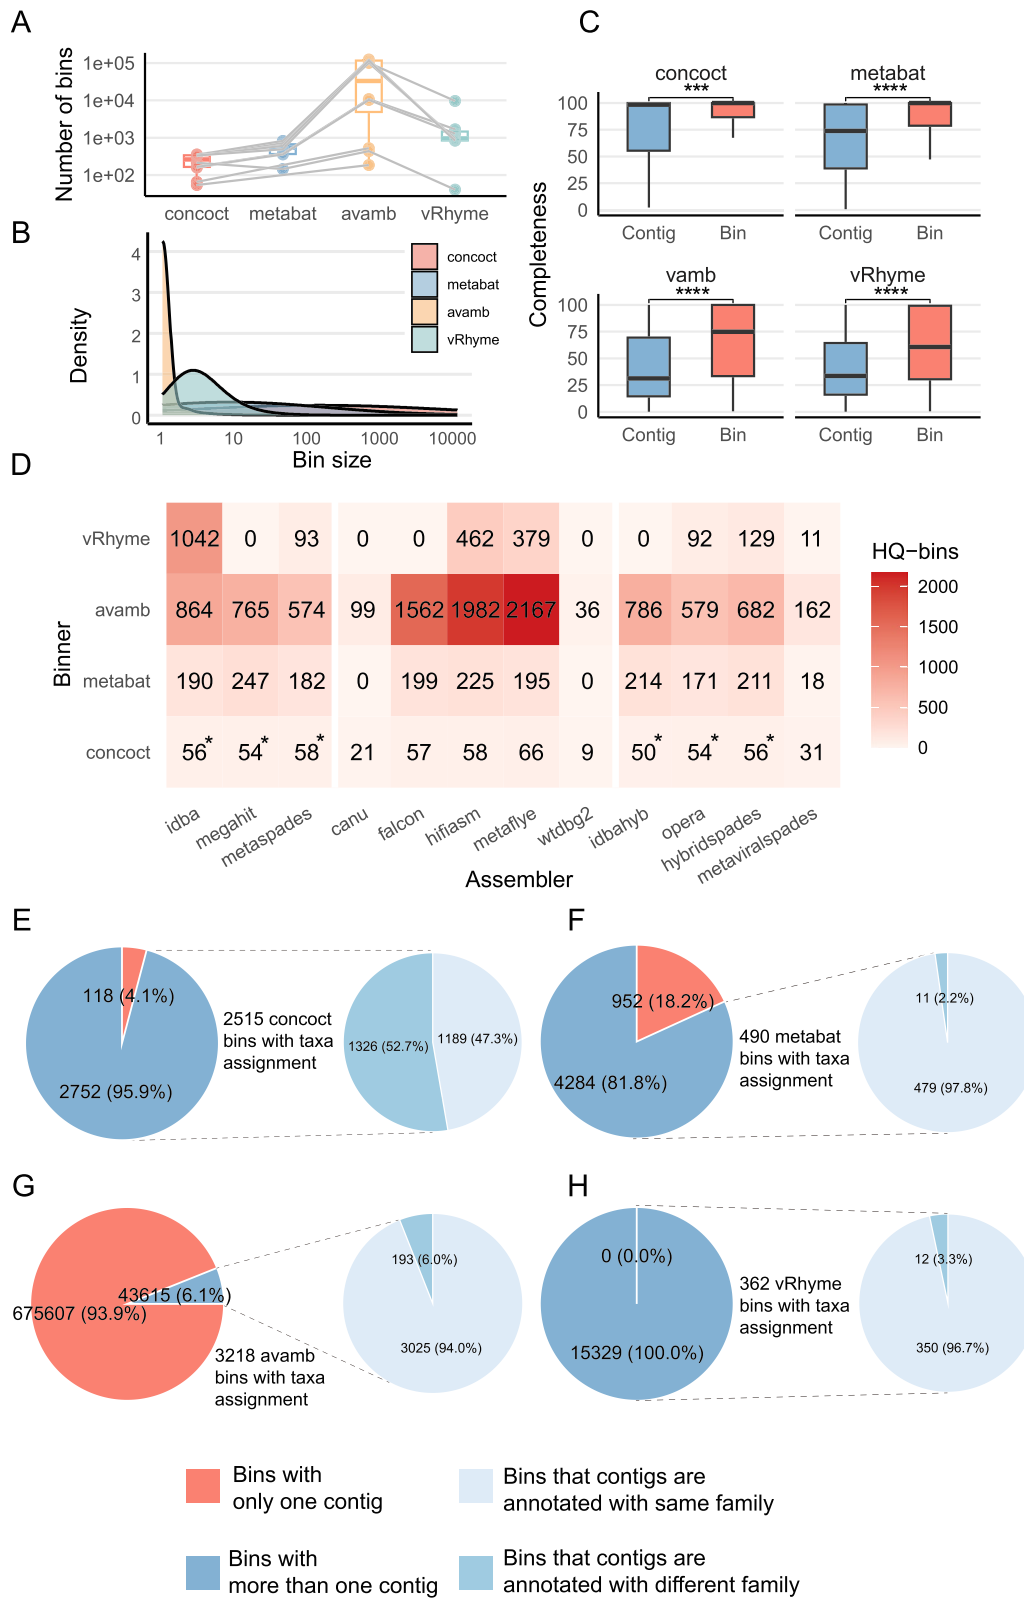 A
Number of bins
1e+05
1e+04
1e+03
1e+02
concoct metabat avamb vRhyme
B
Density
4
3
2
1
0
1 10 100 1000 10000
Bin size
concoct
metabat
avamb
vRhyme
C
Completeness
concoct
***
100
75
50
25
0
Contig Bin
metabat
****
Contig Bin
vamb
****
100
75
50
25
0
Contig Bin
vRhyme
****
Contig Bin
D
Binner
vRhyme 1042 0 93 0 0 462 379 0 0 92 129 11
avamb 864 765 574 99 1562 1982 2167 36 786 579 682 162
metabat 190 247 182 0 199 225 195 0 214 171 211 18
concoct 56* 54* 58* 21 57 58 66 9 50* 54* 56* 31
idba megahit metaspades canu falcon hifiasm metaflye wtdbg2 idbahyb opera hybridspades metaviralspades
Assembler
HQ−bins
2000
1500
1000
500
0
E
118 (4.1%)
2752 (95.9%)
2515 concoct
bins with taxa
assignment
1326 (52.7%)
1189 (47.3%)
F
952 (18.2%)
4284 (81.8%)
490 metabat
bins with taxa
assignment
11 (2.2%)
479 (97.8%)
G
43615 (6.1%)
675607 (93.9%)
3218 avamb
bins with taxa
assignment
193 (6.0%)
3025 (94.0%)
H
0 (0.0%)
15329 (100.0%)
362 vRhyme
bins with taxa
assignment
12 (3.3%)
350 (96.7%)
Bins with
only one contig
Bins that contigs are
annotated with same family
Bins with
more than one contig
Bins that contigs are
annotated with different family